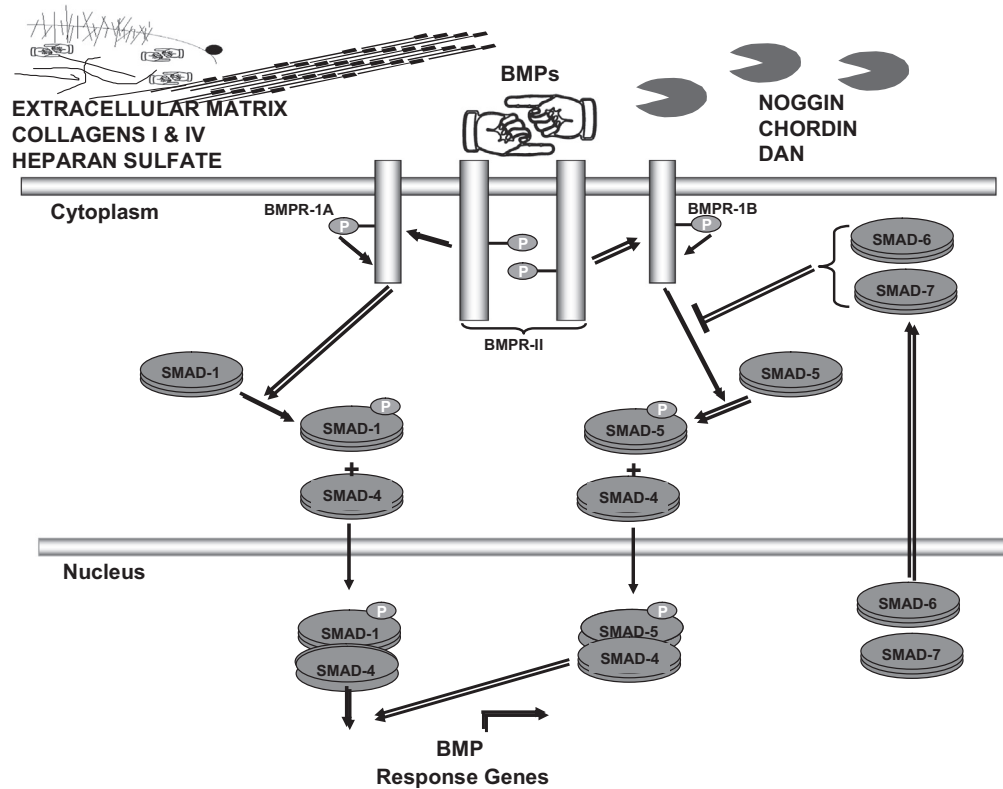 BMPs
EXTRACELLULAR MATRIX
COLLAGENS I & IV
HEPARAN SULFATE
NOGGIN
CHORDIN
DAN
Cytoplasm
BMPR-1A
BMPR-1B
P
P
P
P
SMAD-6
SMAD-7
BMPR-II
SMAD-1
SMAD-5
P
SMAD-1
P
SMAD-5
+
+
SMAD-4
SMAD-4
Nucleus
P
SMAD-1
SMAD-4
P
SMAD-5
SMAD-4
SMAD-6
SMAD-7
BMP
Response Genes